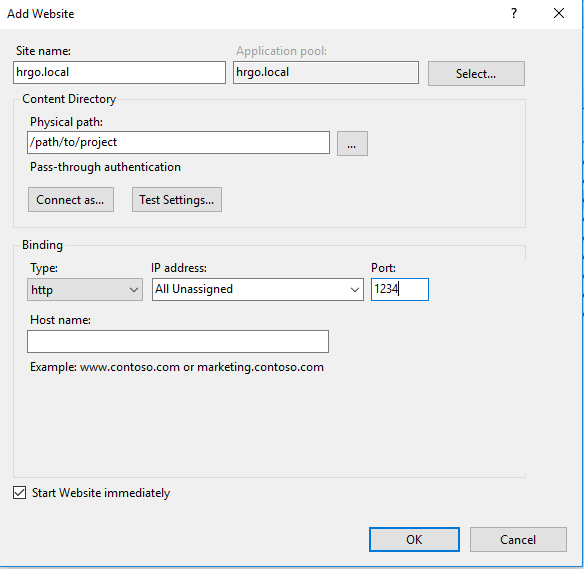 Add Website
?
Site name:
Application pool:
hrgo.local
hrgo.local
Select...
Content Directory
Physical path:
/path/to/project
...
Pass-through authentication
Connect as...
Test Settings...
Binding
Type:
IP address:
Port:
http
All Unassigned
1234
Host name:
Example: www.contoso.com or marketing.contoso.com
Start Website immediately
OK
Cancel